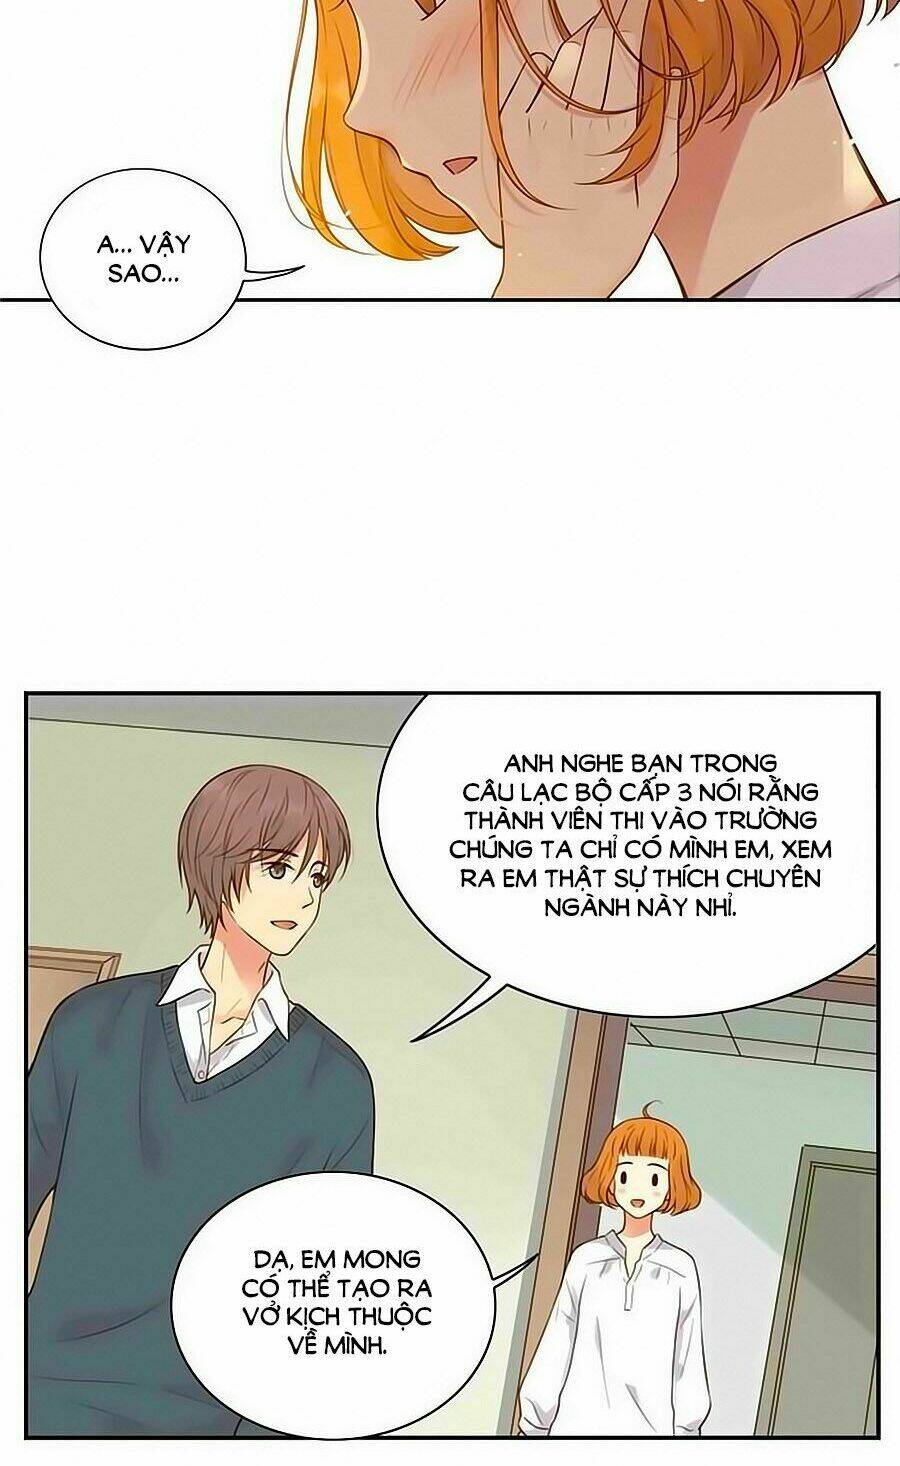 A... VẬY
SAO...
ANH NGHE BẠN TRONG
CÂU LẠC BỘ CẤP 3 NÓI RẰNG
THÀNH VIÊN THI VÀO TRƯỜNG
CHÚNG TA CHỈ CÓ MÌNH EM, XEM
RA EM THẬT SỰ THÍCH CHUYÊN
NGÀNH NÀY NHỈ.
DẠ, EM MONG
CÓ THỂ TẠO RA
VỞ KỊCH THUỘC
VỀ MÌNH.